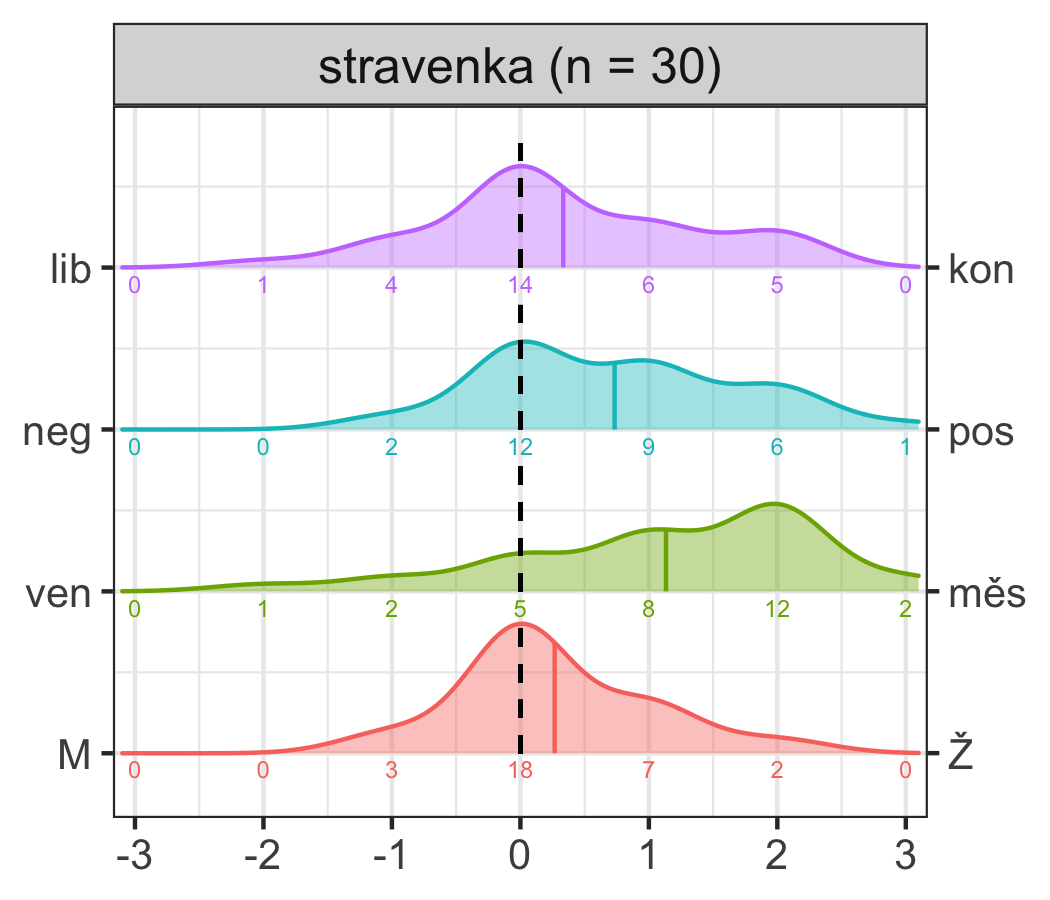 stravenka (n = 30)
lib kon
0 1 4 14 6 5 0
neg pos
0 0 2 12 9 6 1
ven měs
0 1 2 5 8 12 2
M Ž
0 0 3 18 7 2 0
-3 -2 -1 0 1 2 3